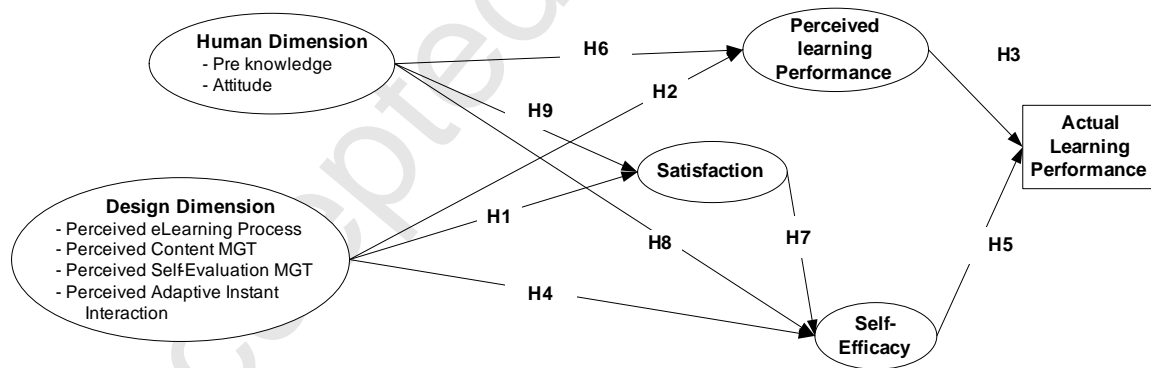 Human Dimension
- Pre knowledge
- Attitude
H6
Perceived
learning
Performance
H3
H2
H9
Actual
Learning
Performance
Satisfaction
Design Dimension
- Perceived eLearning Process
- Perceived Content MGT
- Perceived Self-Evaluation MGT
- Perceived Adaptive Instant
Interaction
H1
H8
H7
H5
H4
Self-
Efficacy
cepted